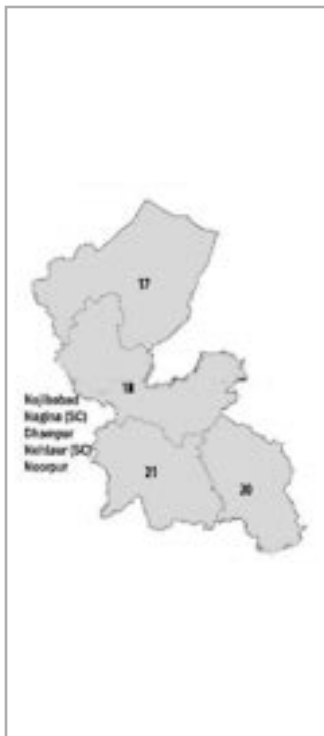 17
18
Najibabad
Nagina (SC)
Dhampur
Nehtaur (SC)
Noorpur
21
20